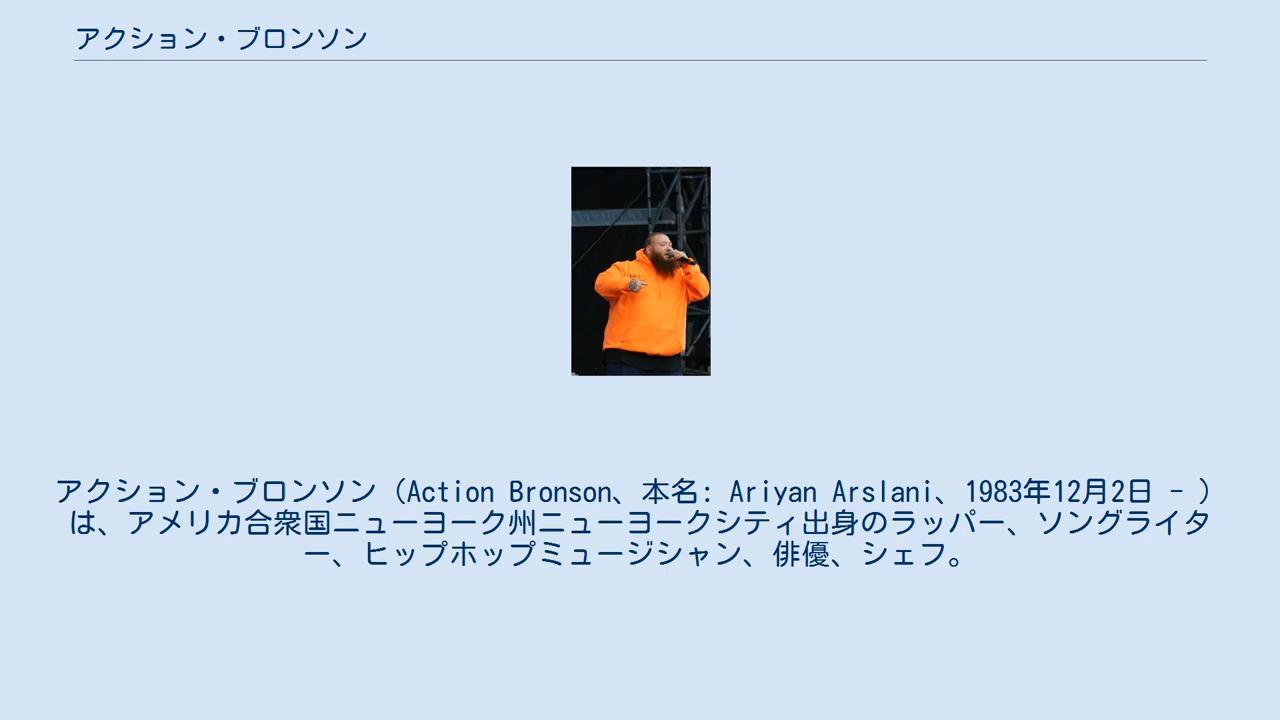 アクション・ブロンソン
アクション・ブロンソン（Action Bronson、本名: Ariyan Arslani、1983年12月2日 - ）
は、アメリカ合衆国ニューヨーク州ニューヨークシティ出身のラッパー、ソングライタ
ー、ヒップホップミュージシャン、俳優、シェフ。